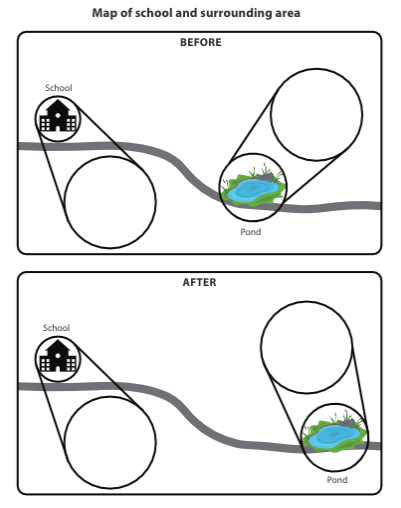 Map of school and surrounding area
BEFORE
School
Pond
AFTER
School
Pond